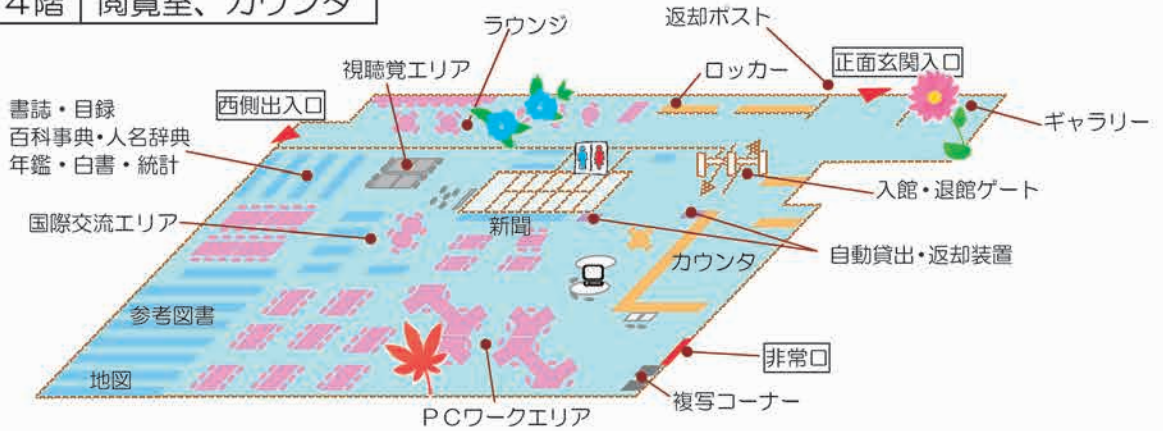 4階 閲覧室、カウンタ
ラウンジ
返却ポスト
視聴覚エリア
ロッカー
正面玄関入口
書誌・目録
百科事典・人名辞典
年鑑・白書・統計
西側出入口
ギャラリー
入館・退館ゲート
国際交流エリア
新聞
カウンタ
自動貸出・返却装置
参考図書
地図
非常口
複写コーナー
PCワークエリア